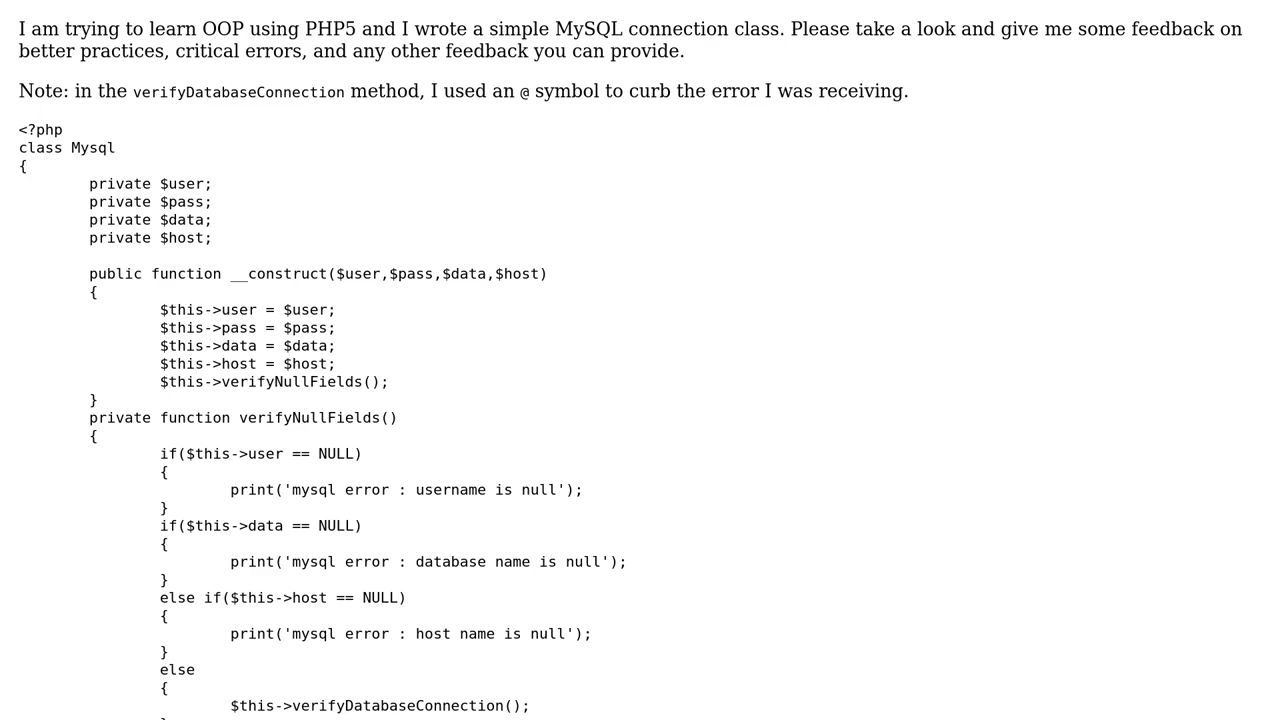 I am trying to learn OOP using PHP5 and I wrote a simple MySQL connection class. Please take a look and give me some feedback on
better practices, critical errors, and any other feedback you can provide.
Note: in the verifyDatabaseConnection method, I used an @ symbol to curb the error I was receiving.
<?php
class Mysql
{
        private $user;
        private $pass;
        private $data;
        private $host;

        public function __construct($user,$pass,$data,$host)
        {
                $this->user = $user;
                $this->pass = $pass;
                $this->data = $data;
                $this->host = $host;
                $this->verifyNullFields();
        }
        private function verifyNullFields()
        {
                if($this->user == NULL)
                {
                        print('mysql error : username is null');
                }
                if($this->data == NULL)
                {
                        print('mysql error : database name is null');
                }
                else if($this->host == NULL)
                {
                        print('mysql error : host name is null');
                }
                else
                {
                        $this->verifyDatabaseConnection();